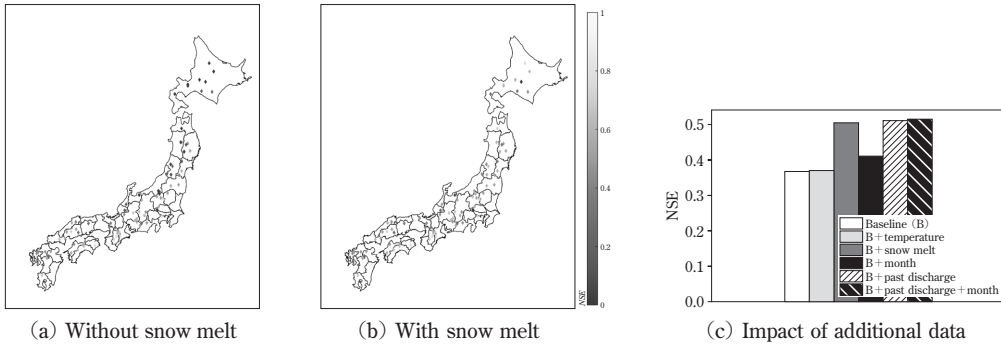 1
0.8
0.6
0.4
0.2
0
NSE
0.5
0.4
0.3
0.2
0.1
0.0
NSE
Baseline (B)
B+temperature
B+snow melt
B+month
B+past discharge
B+past discharge+month
(a) Without snow melt
(b) With snow melt
(c) Impact of additional data